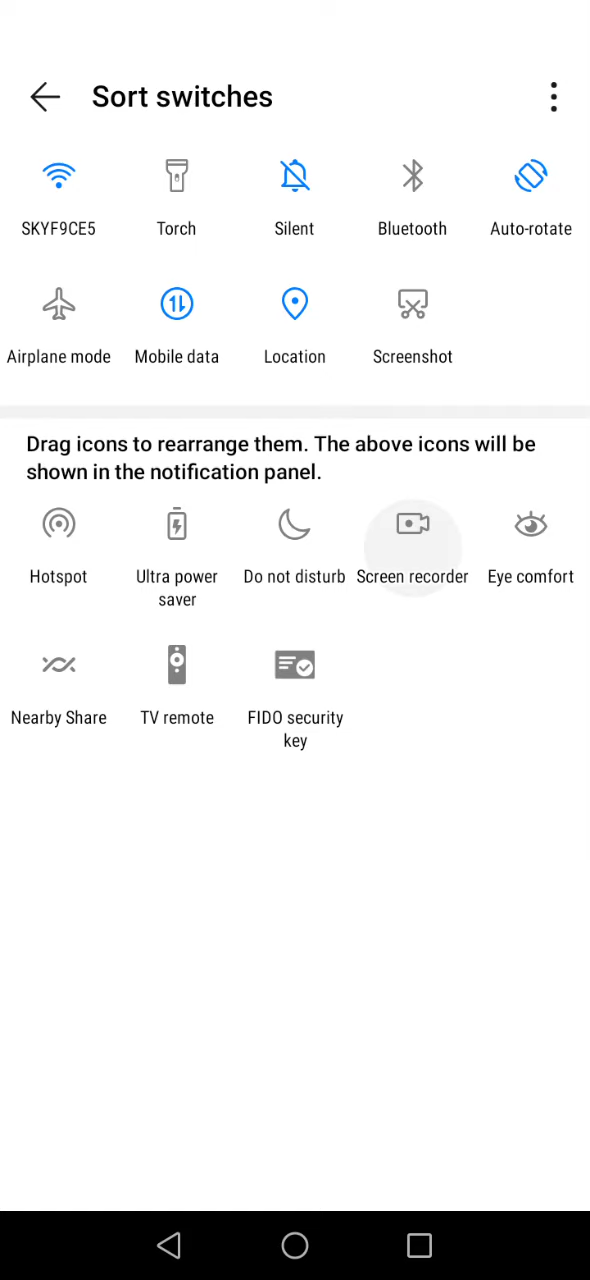 Sort switches
SKYF9CE5 Torch Silent Bluetooth Auto-rotate
Airplane mode Mobile data Location Screenshot
Drag icons to rearrange them. The above icons will be
shown in the notification panel.
Hotspot Ultra power saver Do not disturb Screen recorder Eye comfort
Nearby Share TV remote FIDO security key